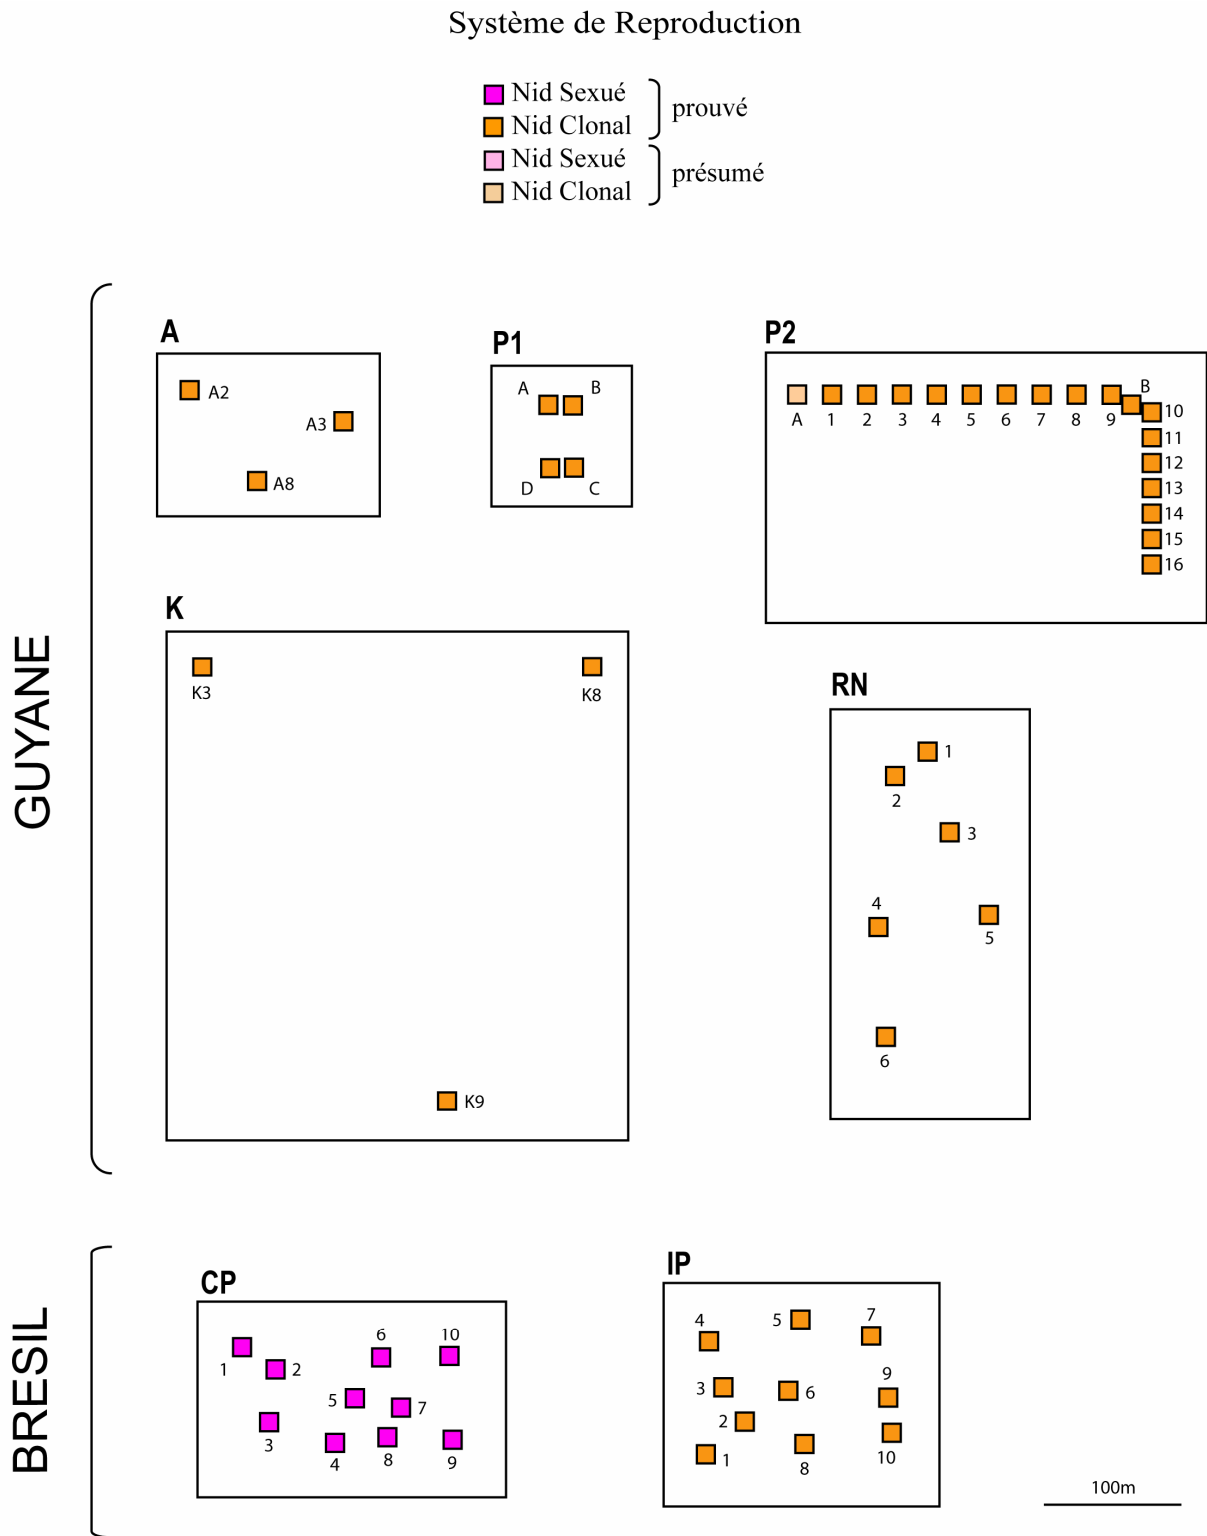 Système de Reproduction
Nid Sexué
Nid Clonal
prouvé
Nid Sexué
Nid Clonal
présumé
GUYANE
A
A2
A3
A8
P1
A
B
D
C
P2
B
A 1 2 3 4 5 6 7 8 9
10
11
12
13
14
15
16
K
K3
K8
K9
RN
1
2
3
4
5
6
BRESIL
CP
6
10
1
2
5
7
3
4
8
9
IP
4
5
7
3
6
9
2
1
8
10
100m